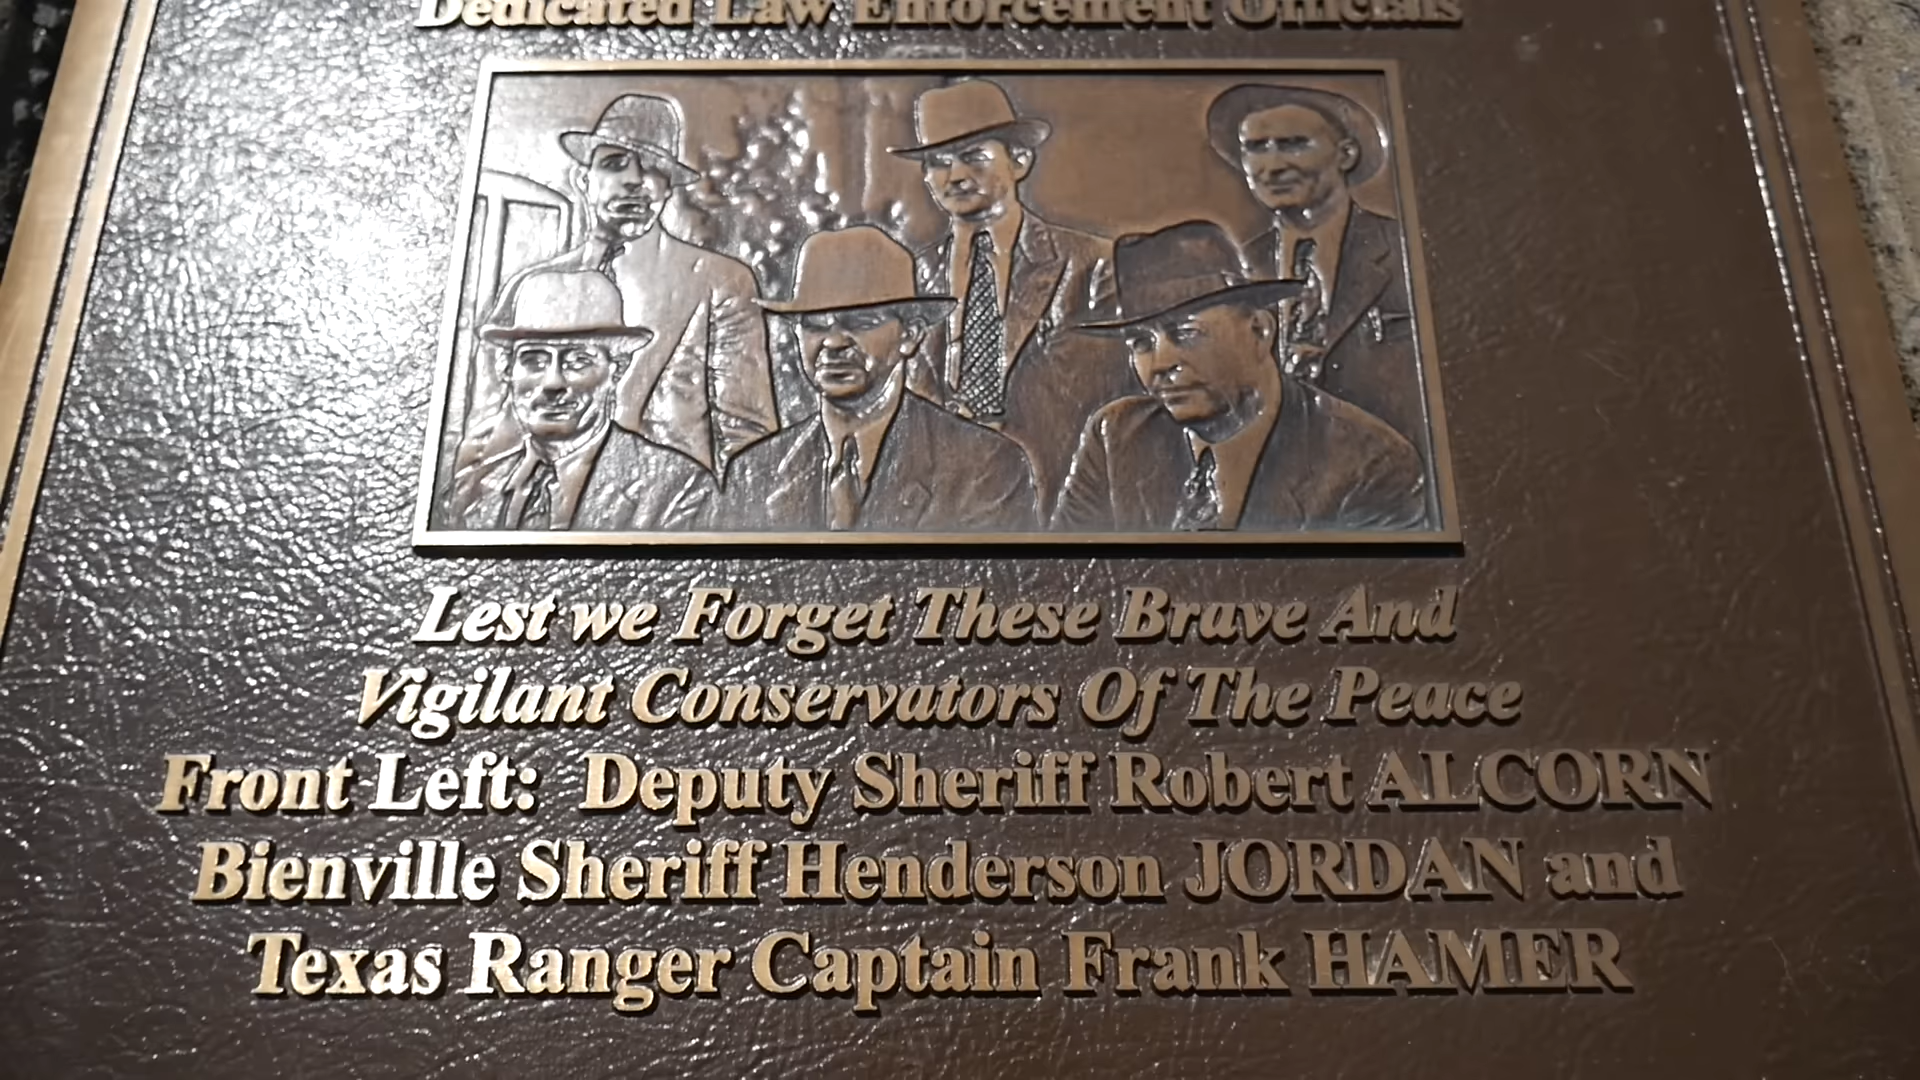 Dedicated Law Enforcement Officials
Lest we Forget These Brave And
Vigilant Conservators Of The Peace
Front Left: Deputy Sheriff Robert ALCORN
Bienville Sheriff Henderson JORDAN and
Texas Ranger Captain Frank HAMER